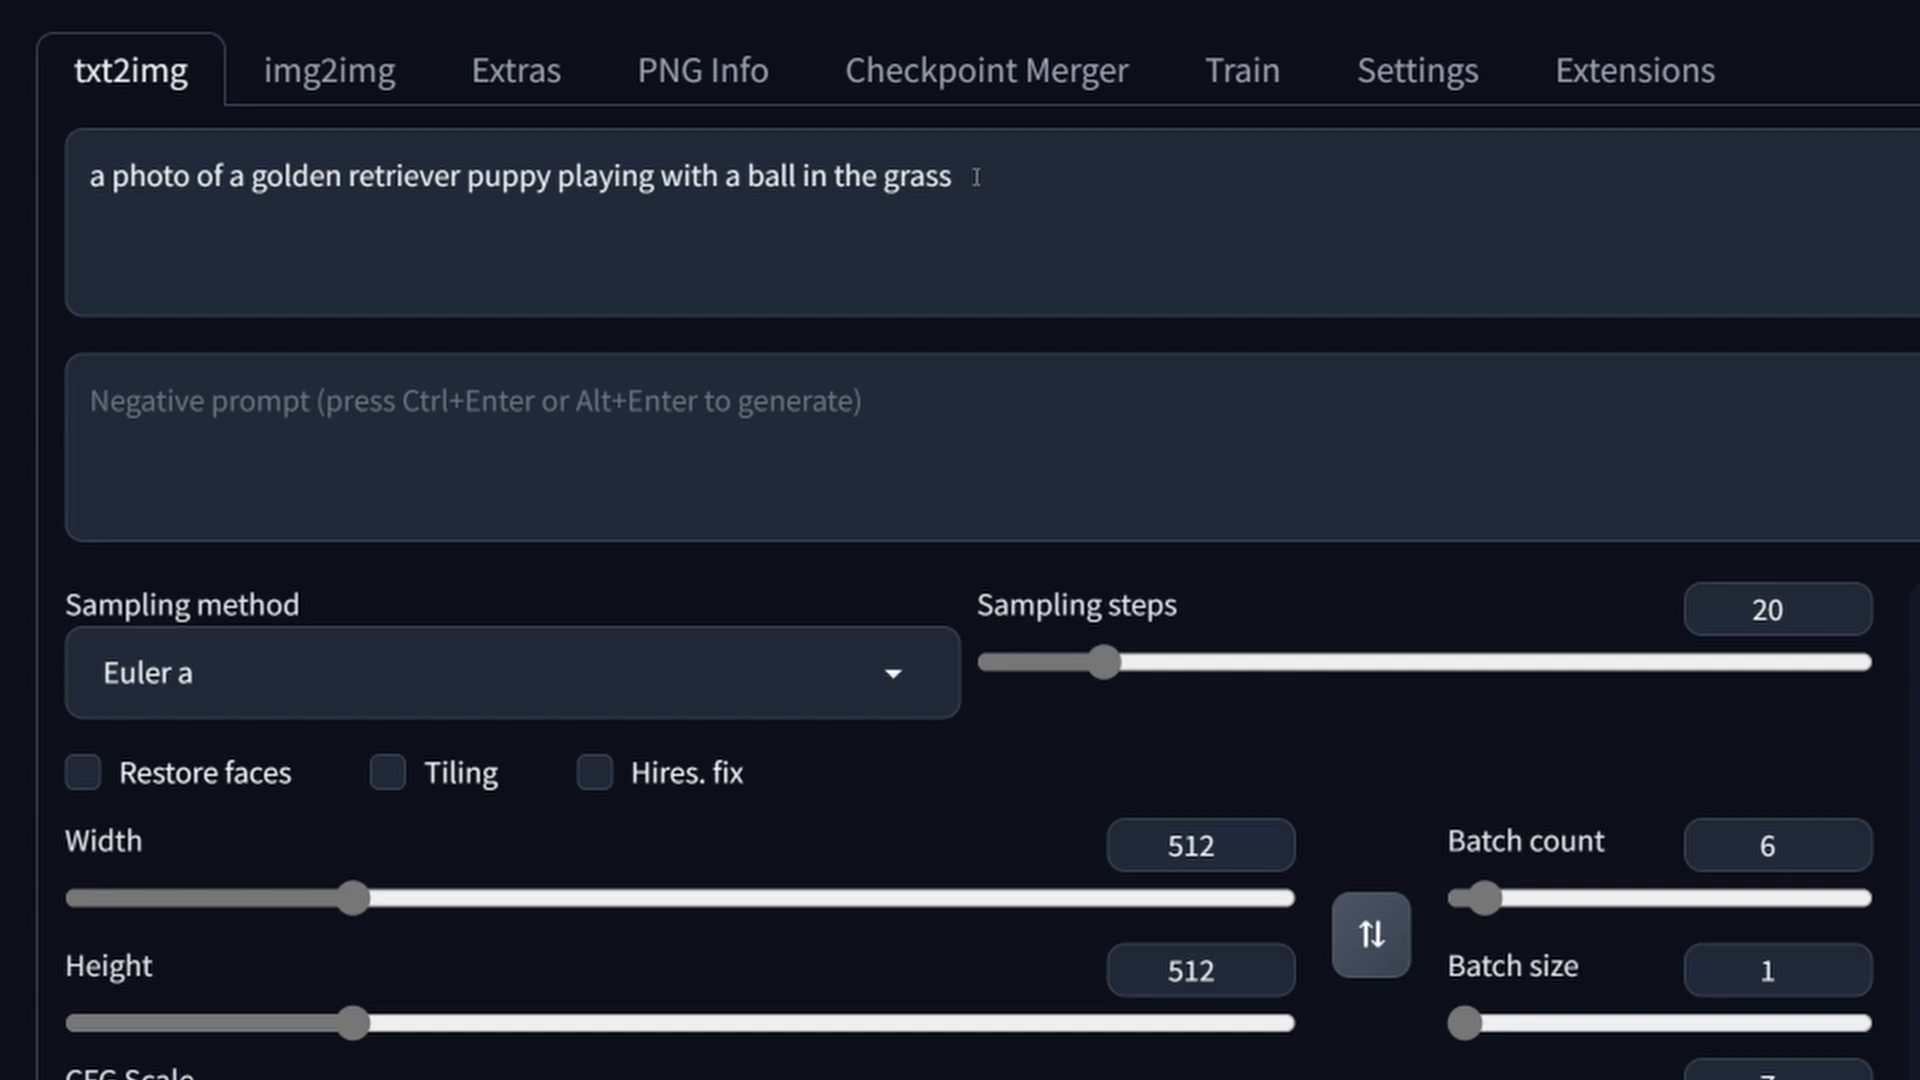 txt2img img2img Extras PNG Info Checkpoint Merger Train Settings Extensions
a photo of a golden retriever puppy playing with a ball in the grass
Negative prompt (press Ctrl+Enter or Alt+Enter to generate)
Sampling method
Sampling steps
20
Euler a
Restore faces
Tiling
Hires. fix
Width
512
Batch count
6
Height
512
Batch size
1
CFG Scale